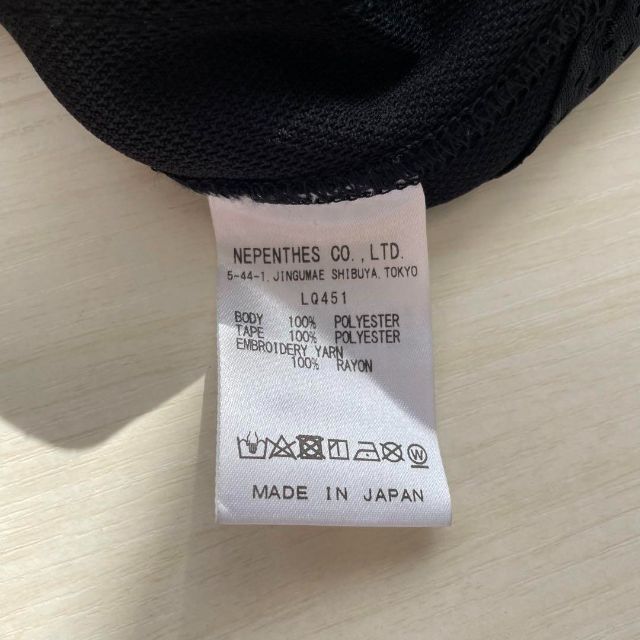 NEPENTHES CO.,LTD.
5-44-1, JINGUMAE SHIBUYA, TOKYO
LQ451
BODY 100% POLYESTER
TAPE 100% POLYESTER
EMBROIDERY YARN
100% RAYON
W
MADE IN JAPAN